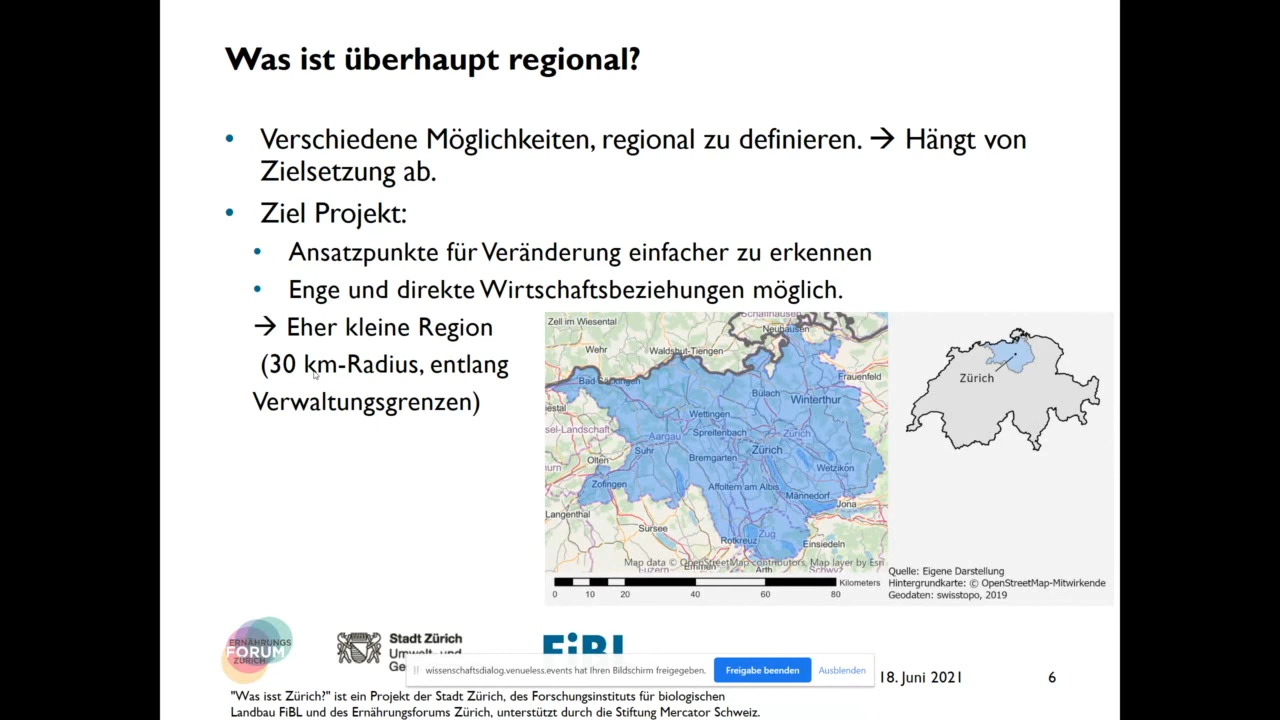 Was ist überhaupt regional?
• Verschiedene Möglichkeiten, regional zu definieren. → Hängt von
Zielsetzung ab.
• Ziel Projekt:
• Ansatzpunkte für Veränderung einfacher zu erkennen
• Enge und direkte Wirtschaftsbeziehungen möglich.
→ Eher kleine Region
(30 km-Radius, entlang
Verwaltungsgrenzen)
Schaffhausen
Zell im Wiesental
Neuhausen
Wehr
Waldshut-Tiengen
Bad Säckingen
Frauenfeld
Bülach
Winterthur
Wettingen
sel-Landschaft
Aargau
Spreitenbach
Zürich
Suhr
Zürich
Olten
Bremgarten
Wetzikon
Zofingen
Affoltern am Albis
Männedorf
Jona
Langenthal
Sursee
Zug
Rotkreuz
Einsiedeln
Map data © OpenStreetMap contributors, Map layer by Esri
Luzern
Emmen
Arth
Schwyz
0 10 20 40 60 80 Kilometers
Zürich
Quelle: Eigene Darstellung
Hintergrundkarte: © OpenStreetMap-Mitwirkende
Geodaten: swisstopo, 2019
ERNÄHRUNGS
FORUM
ZÜRICH
Stadt Zürich
Umwelt- und
Ge
FiBL
wissenschaftsdialog.venueless.events hat Ihren Bildschirm freigegeben.
Freigabe beenden
Ausblenden
18. Juni 2021
6
"Was isst Zürich?" ist ein Projekt der Stadt Zürich, des Forschungsinstituts für biologischen
Landbau FiBL und des Ernährungsforums Zürich, unterstützt durch die Stiftung Mercator Schweiz.